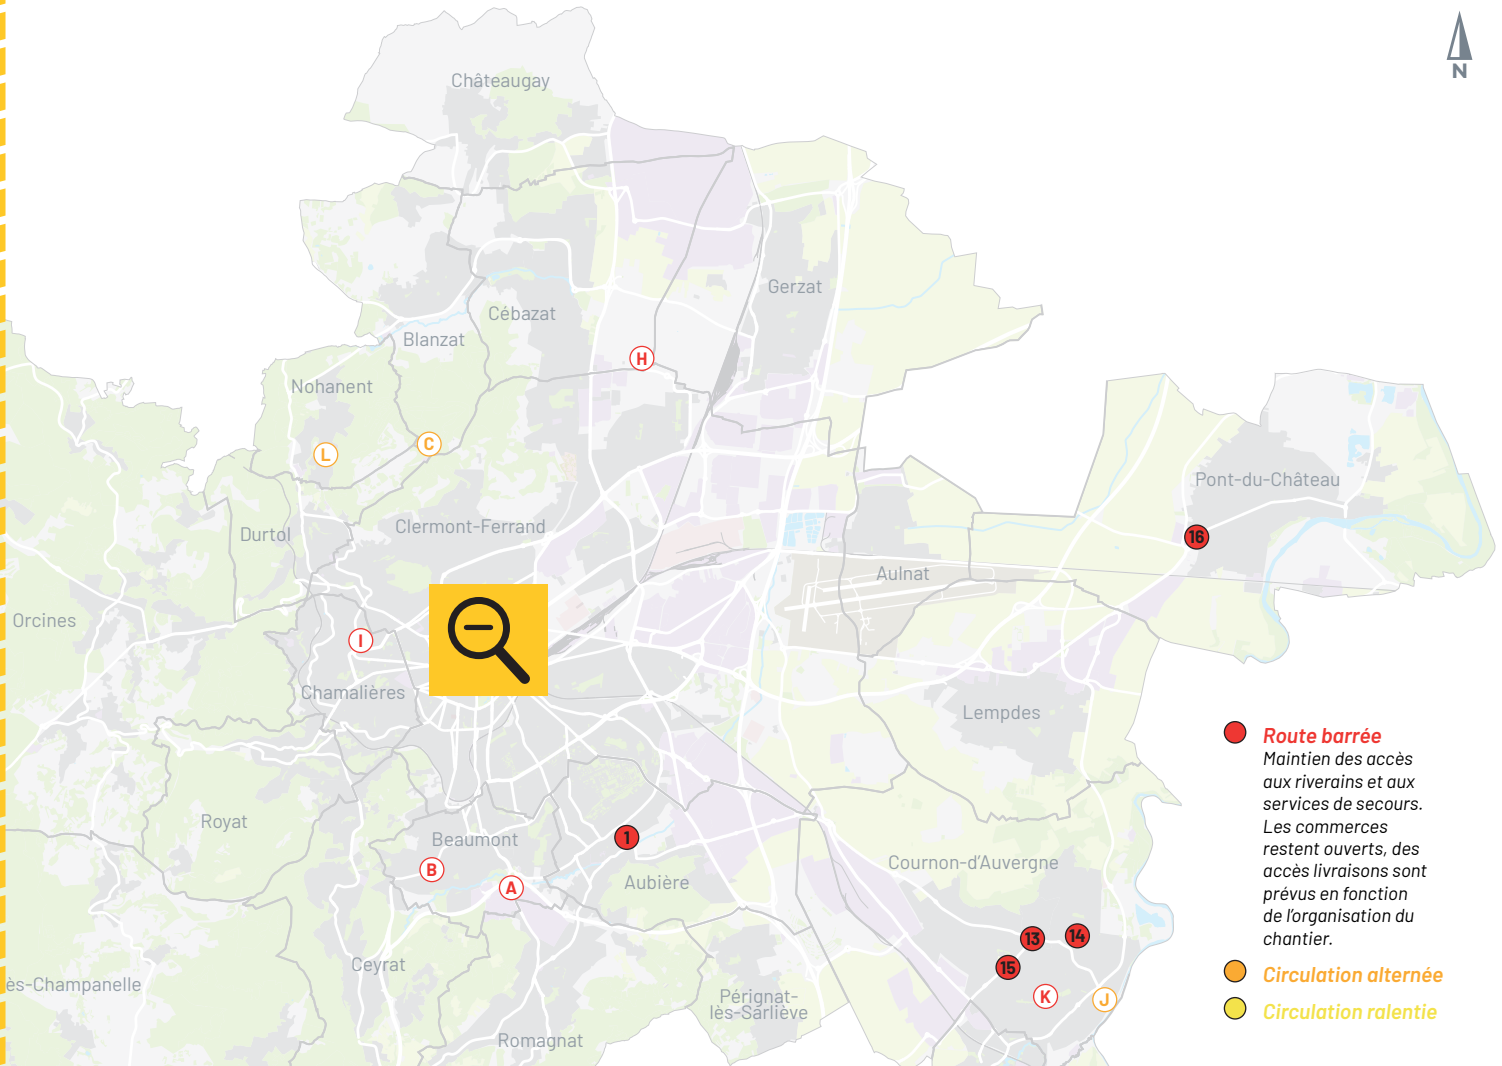 N
Châteaugay
Gerzat
Cébazat
Blanzat
H
Nohanent
C
L
Pont-du-Château
Clermont-Ferrand
Durtol
16
Aulnat
Orcines
I
Chamalières
Lempdes
Route barrée
Maintien des accès
aux riverains et aux
services de secours.
Les commerces
restent ouverts, des
accès livraisons sont
prévus en fonction
de l'organisation du
chantier.
Circulation alternée
Circulation ralentie
Royat
Beaumont
1
B
A
Aubière
Cournon-d'Auvergne
13
14
15
K
J
Ceyrat
ès-Champanelle
Pérignat-
lès-Sarliève
Romagnat